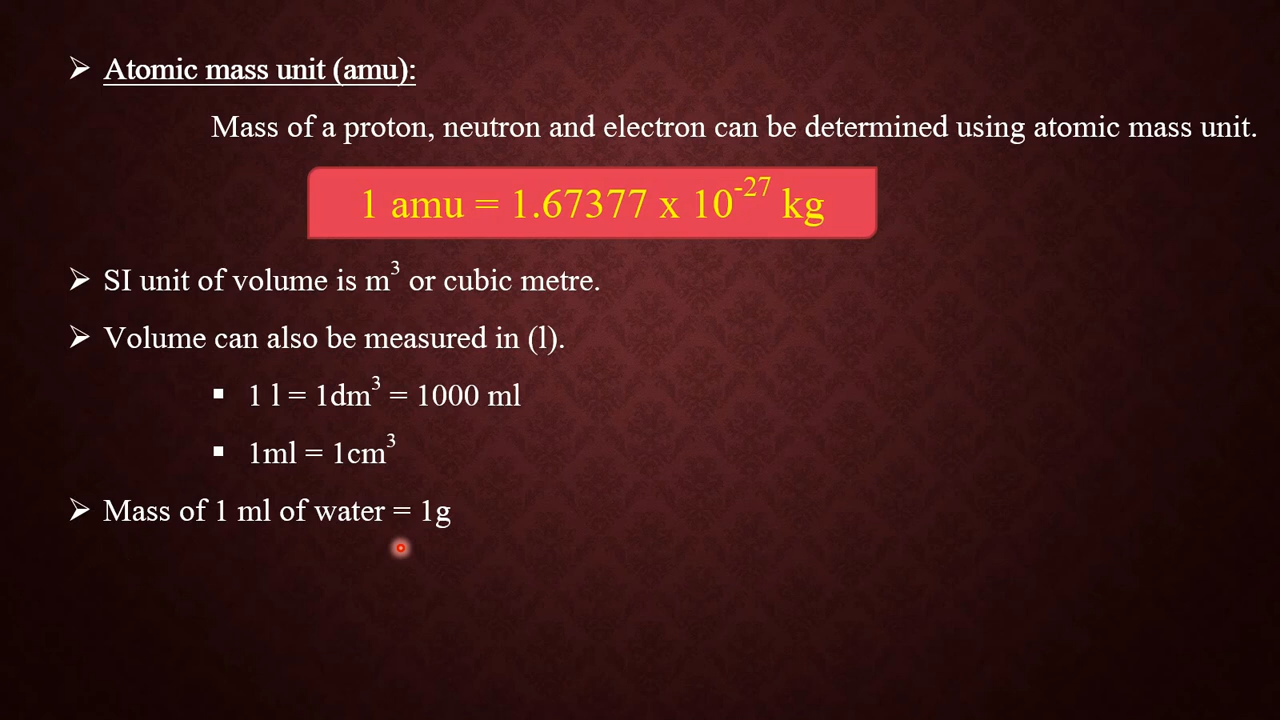 ➢ Atomic mass unit (amu):
Mass of a proton, neutron and electron can be determined using atomic mass unit.
1 amu = 1.67377 x 10⁻²⁷ kg
➢ SI unit of volume is m³ or cubic metre.
➢ Volume can also be measured in (l).
▪ 1 l = 1dm³ = 1000 ml
▪ 1ml = 1cm³
➢ Mass of 1 ml of water = 1g